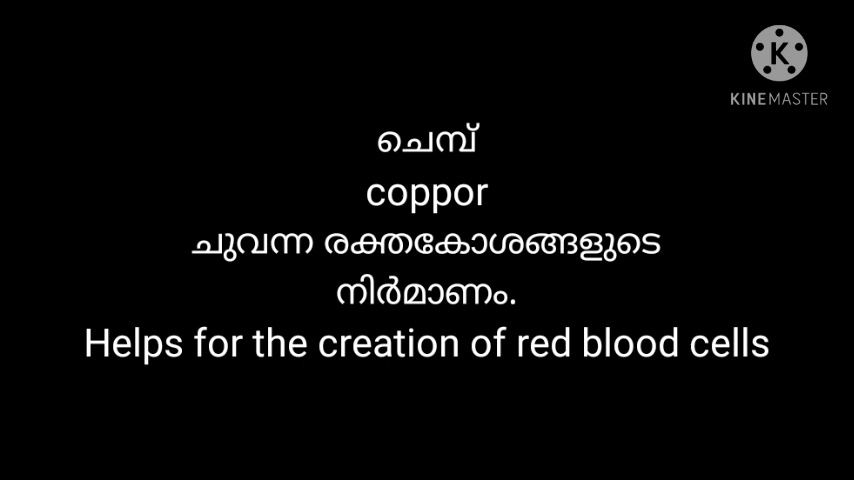 K
KINEMASTER
ചെമ്പ്
coppor
ചുവന്ന രക്തകോശങ്ങളുടെ
നിർമാണം.
Helps for the creation of red blood cells